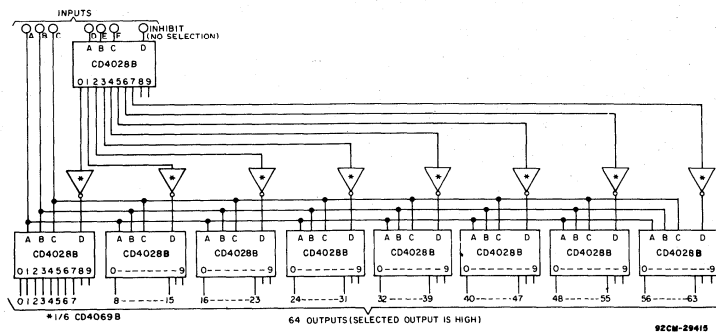 INPUTS
A B C D E F INHIBIT
(NO SELECTION)
A B C D
CD4028B
0 1 2 3 4 5 6 7 8 9
* * * * * * * *
A B C D A B C D A B C D A B C D A B C D A B C D A B C D A B C D
CD4028B CD4028B CD4028B CD4028B CD4028B CD4028B CD4028B CD4028B
0 1 2 3 4 5 6 7 8 9 0------9 0------9 0------9 0------9 0------9 0------9 0------9
0 1 2 3 4 5 6 7 8------15 16------23 24------31 32------39 40------47 48------55 56------63
*1/6 CD4069B
64 OUTPUTS (SELECTED OUTPUT IS HIGH)
92CM-29415